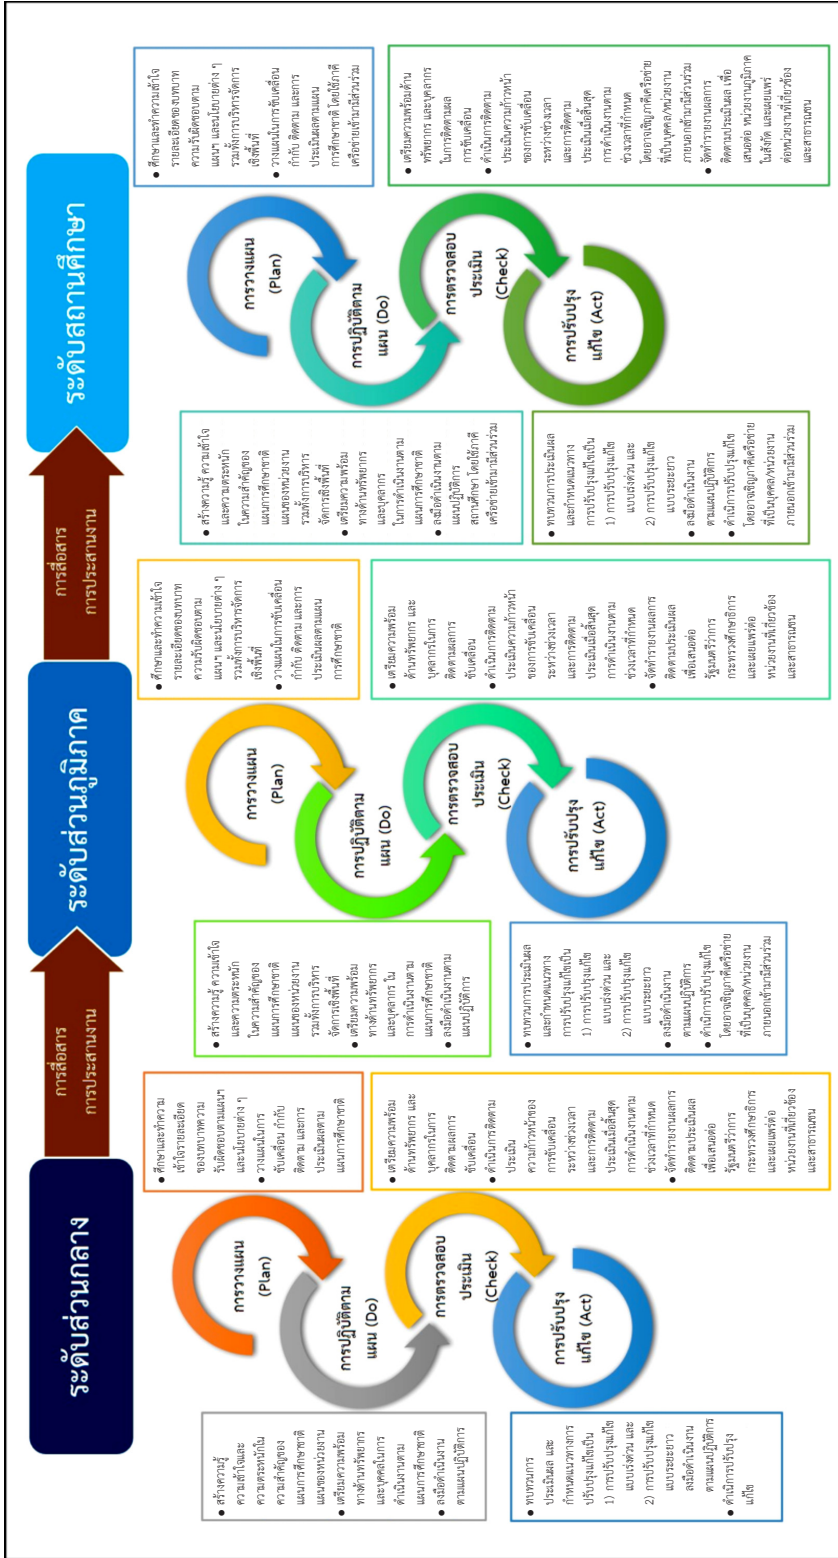 ระดับส่วนกลาง
การสื่อสาร
การประสานงาน
ระดับส่วนภูมิภาค
การสื่อสาร
การประสานงาน
ระดับสถานศึกษา
การวางแผน
(Plan)
• ศึกษาและทำความ
เข้าใจรายละเอียด
ของบทบาทความ
รับผิดชอบตามแผนฯ
และนโยบายต่าง ๆ
• วางแผนในการ
ขับเคลื่อน กำกับ
ติดตาม และการ
ประเมินผลตาม
แผนการศึกษาชาติ
การปฏิบัติตาม
แผน (Do)
• สร้างความรู้
ความเข้าใจและ
ความตระหนักใน
ความสำคัญของ
แผนการศึกษาชาติ
แผนของหน่วยงาน
• เตรียมความพร้อม
ทางด้านทรัพยากร
และบุคคลในการ
ดำเนินงานตาม
แผนการศึกษาชาติ
• ลงมือดำเนินงาน
ตามแผนปฏิบัติการ
การตรวจสอบ
ประเมิน
(Check)
• เตรียมความพร้อม
ด้านทรัพยากร และ
บุคลากรในการ
ติดตามผลการ
ขับเคลื่อน
• ดำเนินการติดตาม
ประเมิน
ความก้าวหน้าของ
การขับเคลื่อน
ระหว่างช่วงเวลา
และการติดตาม
ประเมินเมื่อสิ้นสุด
การดำเนินงานตาม
ช่วงเวลาที่กำหนด
• จัดทำรายงานผลการ
ติดตามประเมินผล
เพื่อเสนอต่อ
รัฐมนตรีว่าการ
กระทรวงศึกษาธิการ
และเผยแพร่ต่อ
หน่วยงานที่เกี่ยวข้อง
และสาธารณชน
การปรับปรุง
แก้ไข (Act)
• ทบทวนการ
ประเมินผล และ
กำหนดแนวทางการ
ปรับปรุงแก้ไขเป็น
1) การปรับปรุงแก้ไข
แบบเร่งด่วน และ
2) การปรับปรุงแก้ไข
แบบระยะยาว
ลงมือดำเนินงาน
ตามแผนปฏิบัติการ
• ดำเนินการปรับปรุง
แก้ไข
การวางแผน
(Plan)
• ศึกษาและทำความเข้าใจ
รายละเอียดของบทบาท
ความรับผิดชอบตาม
แผนฯ และนโยบายต่าง ๆ
รวมทั้งการบริหารจัดการ
เชิงพื้นที่
• วางแผนในการขับเคลื่อน
กำกับ ติดตาม และการ
ประเมินผลตามแผน
การศึกษาชาติ
การปฏิบัติตาม
แผน (Do)
• สร้างความรู้ ความเข้าใจ
และความตระหนัก
ในความสำคัญของ
แผนการศึกษาชาติ
แผนของหน่วยงาน
รวมทั้งการบริหาร
จัดการเชิงพื้นที่
• เตรียมความพร้อม
ทางด้านทรัพยากร
และบุคลากร ใน
การดำเนินงานตาม
แผนการศึกษาชาติ
• ลงมือดำเนินงานตาม
แผนปฏิบัติการ
การตรวจสอบ
ประเมิน
(Check)
• เตรียมความพร้อม
ด้านทรัพยากร และ
บุคลากรในการ
ติดตามผลการ
ขับเคลื่อน
• ดำเนินการติดตาม
ประเมินความก้าวหน้า
ของการขับเคลื่อน
ระหว่างช่วงเวลา
และการติดตาม
ประเมินเมื่อสิ้นสุด
การดำเนินงานตาม
ช่วงเวลาที่กำหนด
• จัดทำรายงานผลการ
ติดตามประเมินผล
เพื่อเสนอต่อ
รัฐมนตรีว่าการ
กระทรวงศึกษาธิการ
และเผยแพร่ต่อ
หน่วยงานที่เกี่ยวข้อง
และสาธารณชน
การปรับปรุง
แก้ไข (Act)
• ทบทวนการประเมินผล
และกำหนดแนวทาง
การปรับปรุงแก้ไขเป็น
1) การปรับปรุงแก้ไข
แบบเร่งด่วน และ
2) การปรับปรุงแก้ไข
แบบระยะยาว
• ลงมือดำเนินงาน
ตามแผนปฏิบัติการ
• ดำเนินการปรับปรุงแก้ไข
โดยอาจเชิญภาคีเครือข่าย
ที่เป็นบุคคล/หน่วยงาน
ภายนอกเข้ามามีส่วนร่วม
การวางแผน
(Plan)
• ศึกษาและทำความเข้าใจ
รายละเอียดของบทบาท
ความรับผิดชอบตาม
แผนฯ และนโยบายต่าง ๆ
รวมทั้งการบริหารจัดการ
เชิงพื้นที่
• วางแผนในการขับเคลื่อน
กำกับ ติดตาม และการ
ประเมินผลตามแผน
การศึกษาชาติ โดยใช้ภาคี
เครือข่ายเข้ามามีส่วนร่วม
การปฏิบัติตาม
แผน (Do)
• สร้างความรู้ ความเข้าใจ
และความตระหนัก
ในความสำคัญของ
แผนการศึกษาชาติ
แผนของหน่วยงาน
รวมทั้งการบริหาร
จัดการเชิงพื้นที่
• เตรียมความพร้อม
ทางด้านทรัพยากร
และบุคลากร
ในการดำเนินงานตาม
แผนการศึกษาชาติ
• ลงมือดำเนินงานตาม
แผนปฏิบัติการ
สถานศึกษา โดยใช้ภาคี
เครือข่ายเข้ามามีส่วนร่วม
การตรวจสอบ
ประเมิน
(Check)
• เตรียมความพร้อมด้าน
ทรัพยากร และบุคลากร
ในการติดตามผล
การขับเคลื่อน
• ดำเนินการติดตาม
ประเมินความก้าวหน้า
ของการขับเคลื่อน
ระหว่างช่วงเวลา
และการติดตาม
ประเมินเมื่อสิ้นสุด
การดำเนินงานตาม
ช่วงเวลาที่กำหนด
โดยอาจเชิญภาคีเครือข่าย
ที่เป็นบุคคล/หน่วยงาน
ภายนอกเข้ามามีส่วนร่วม
• จัดทำรายงานผลการ
ติดตามประเมินผล เพื่อ
เสนอต่อ หน่วยงานภูมิภาค
ในสังกัด และเผยแพร่
ต่อหน่วยงานที่เกี่ยวข้อง
และสาธารณชน
การปรับปรุง
แก้ไข (Act)
• ทบทวนการประเมินผล
และกำหนดแนวทาง
การปรับปรุงแก้ไขเป็น
1) การปรับปรุงแก้ไข
แบบเร่งด่วน และ
2) การปรับปรุงแก้ไข
แบบระยะยาว
• ลงมือดำเนินงาน
ตามแผนปฏิบัติการ
• ดำเนินการปรับปรุงแก้ไข
โดยอาจเชิญภาคีเครือข่าย
ที่เป็นบุคคล/หน่วยงาน
ภายนอกเข้ามามีส่วนร่วม